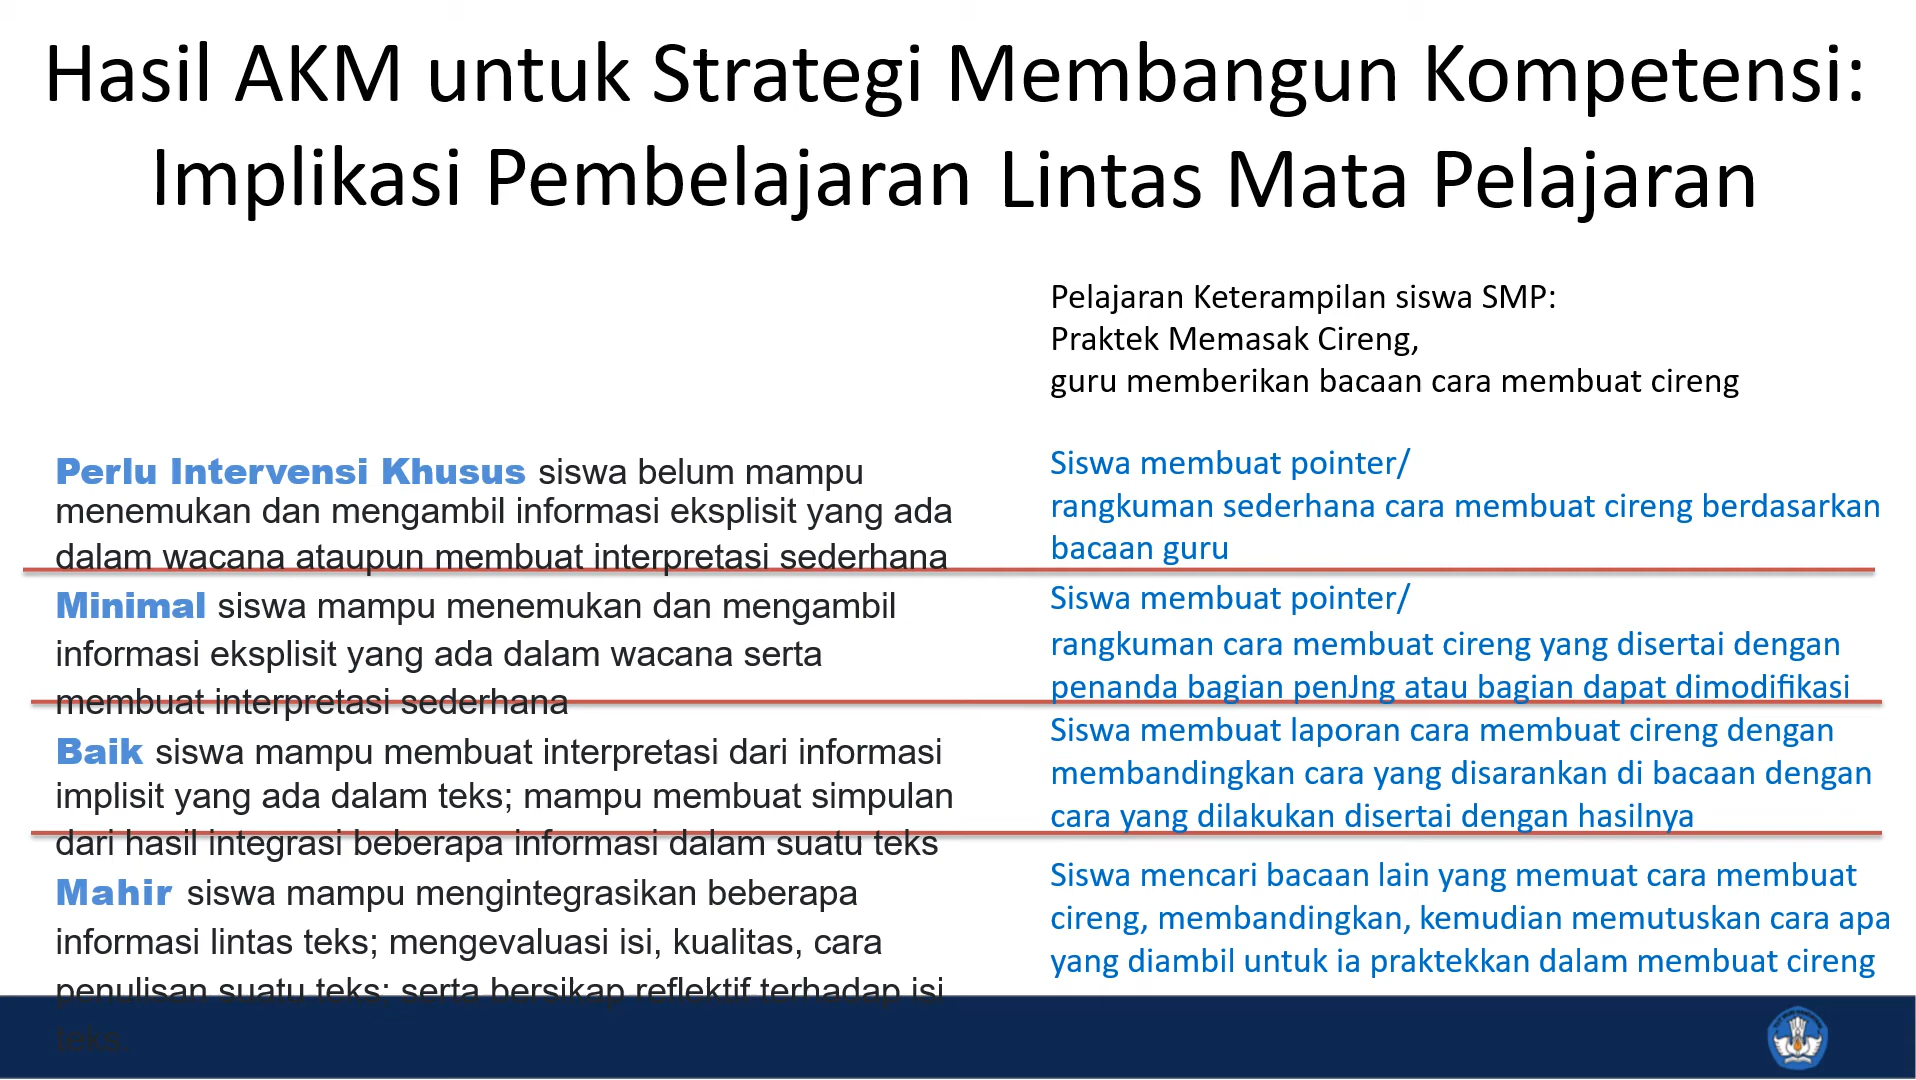 Hasil AKM untuk Strategi Membangun Kompetensi:
Implikasi Pembelajaran Lintas Mata Pelajaran
Pelajaran Keterampilan siswa SMP:
Praktek Memasak Cireng,
guru memberikan bacaan cara membuat cireng
Perlu Intervensi Khusus siswa belum mampu
menemukan dan mengambil informasi eksplisit yang ada
dalam wacana ataupun membuat interpretasi sederhana
Siswa membuat pointer/
rangkuman sederhana cara membuat cireng berdasarkan
bacaan guru
Minimal siswa mampu menemukan dan mengambil
informasi eksplisit yang ada dalam wacana serta
membuat interpretasi sederhana
Siswa membuat pointer/
rangkuman cara membuat cireng yang disertai dengan
penanda bagian penJng atau bagian dapat dimodifikasi
Baik siswa mampu membuat interpretasi dari informasi
implisit yang ada dalam teks; mampu membuat simpulan
dari hasil integrasi beberapa informasi dalam suatu teks
Siswa membuat laporan cara membuat cireng dengan
membandingkan cara yang disarankan di bacaan dengan
cara yang dilakukan disertai dengan hasilnya
Mahir siswa mampu mengintegrasikan beberapa
informasi lintas teks; mengevaluasi isi, kualitas, cara
penulisan suatu teks; serta bersikap reflektif terhadap isi
teks.
Siswa mencari bacaan lain yang memuat cara membuat
cireng, membandingkan, kemudian memutuskan cara apa
yang diambil untuk ia praktekkan dalam membuat cireng